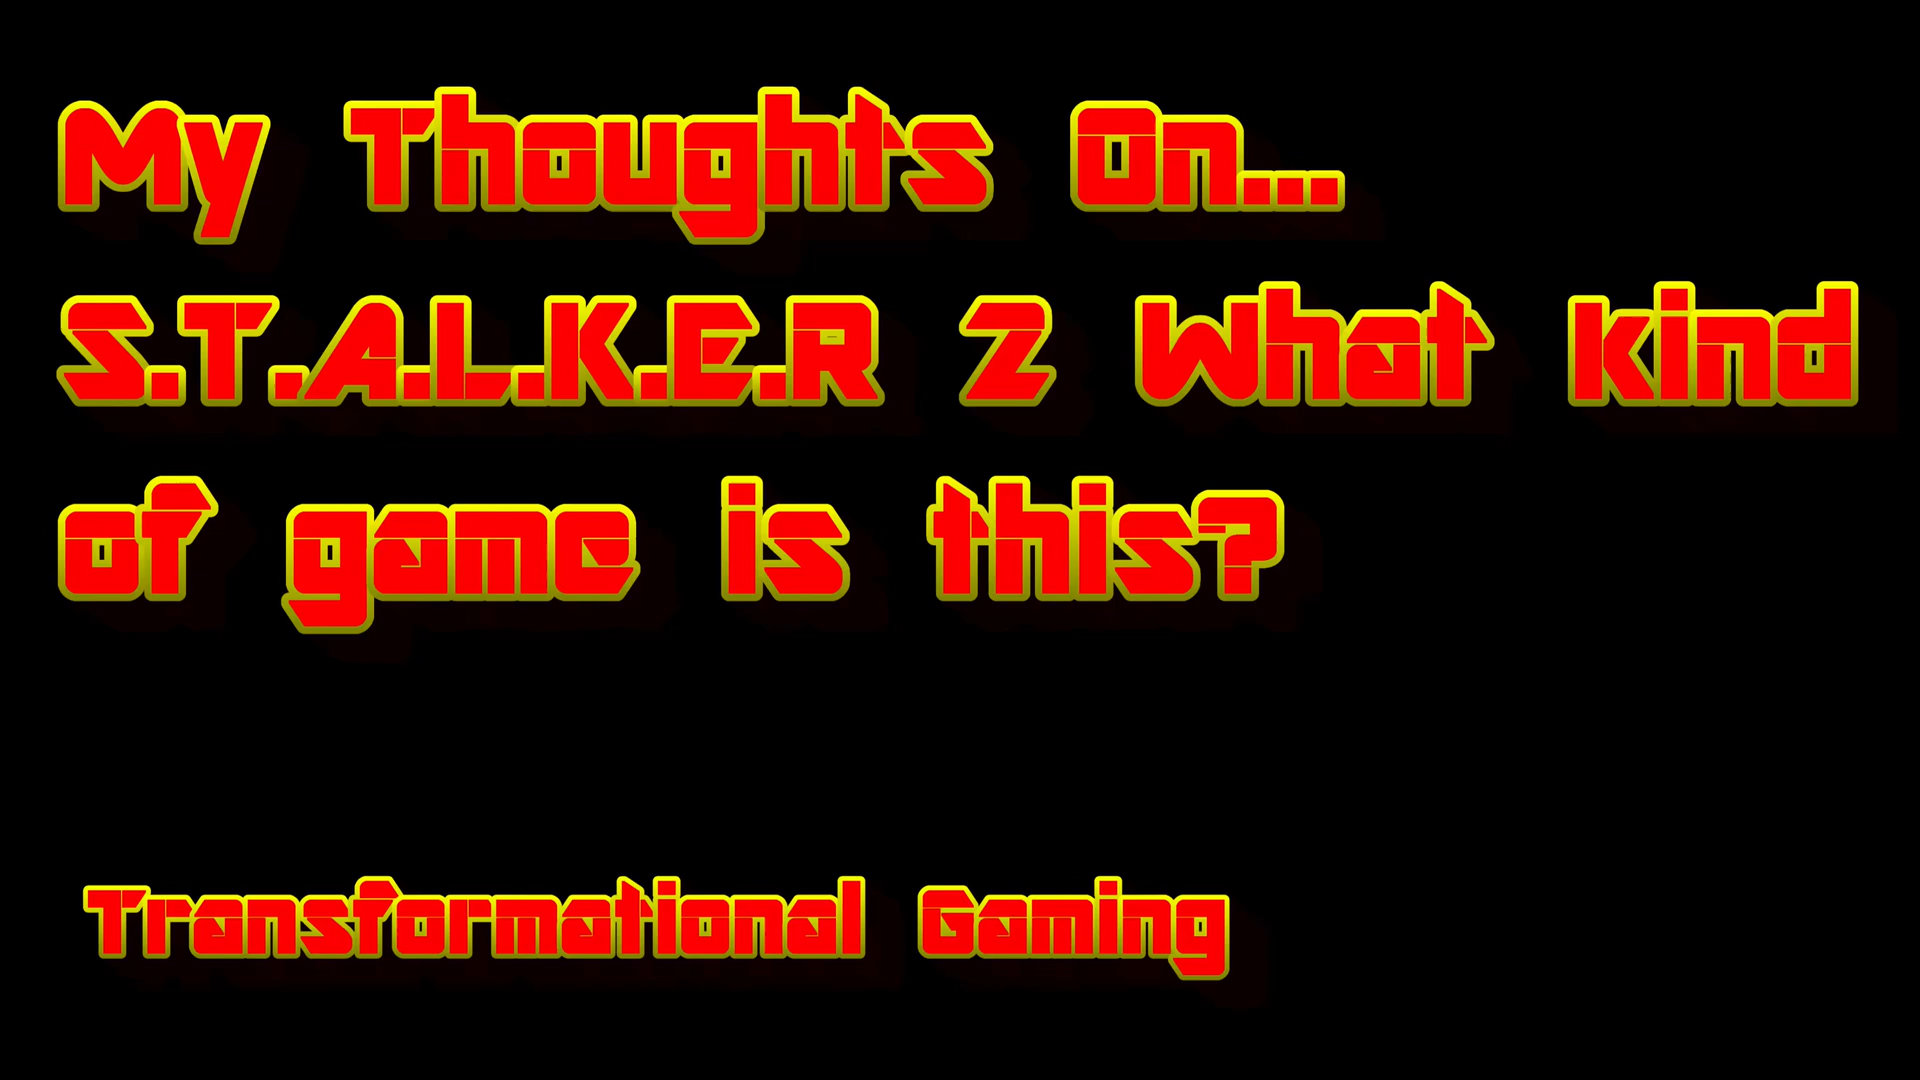 My Thoughts On...
S.T.A.L.K.E.R 2 What Kind
of game is this?
Transformational Gaming